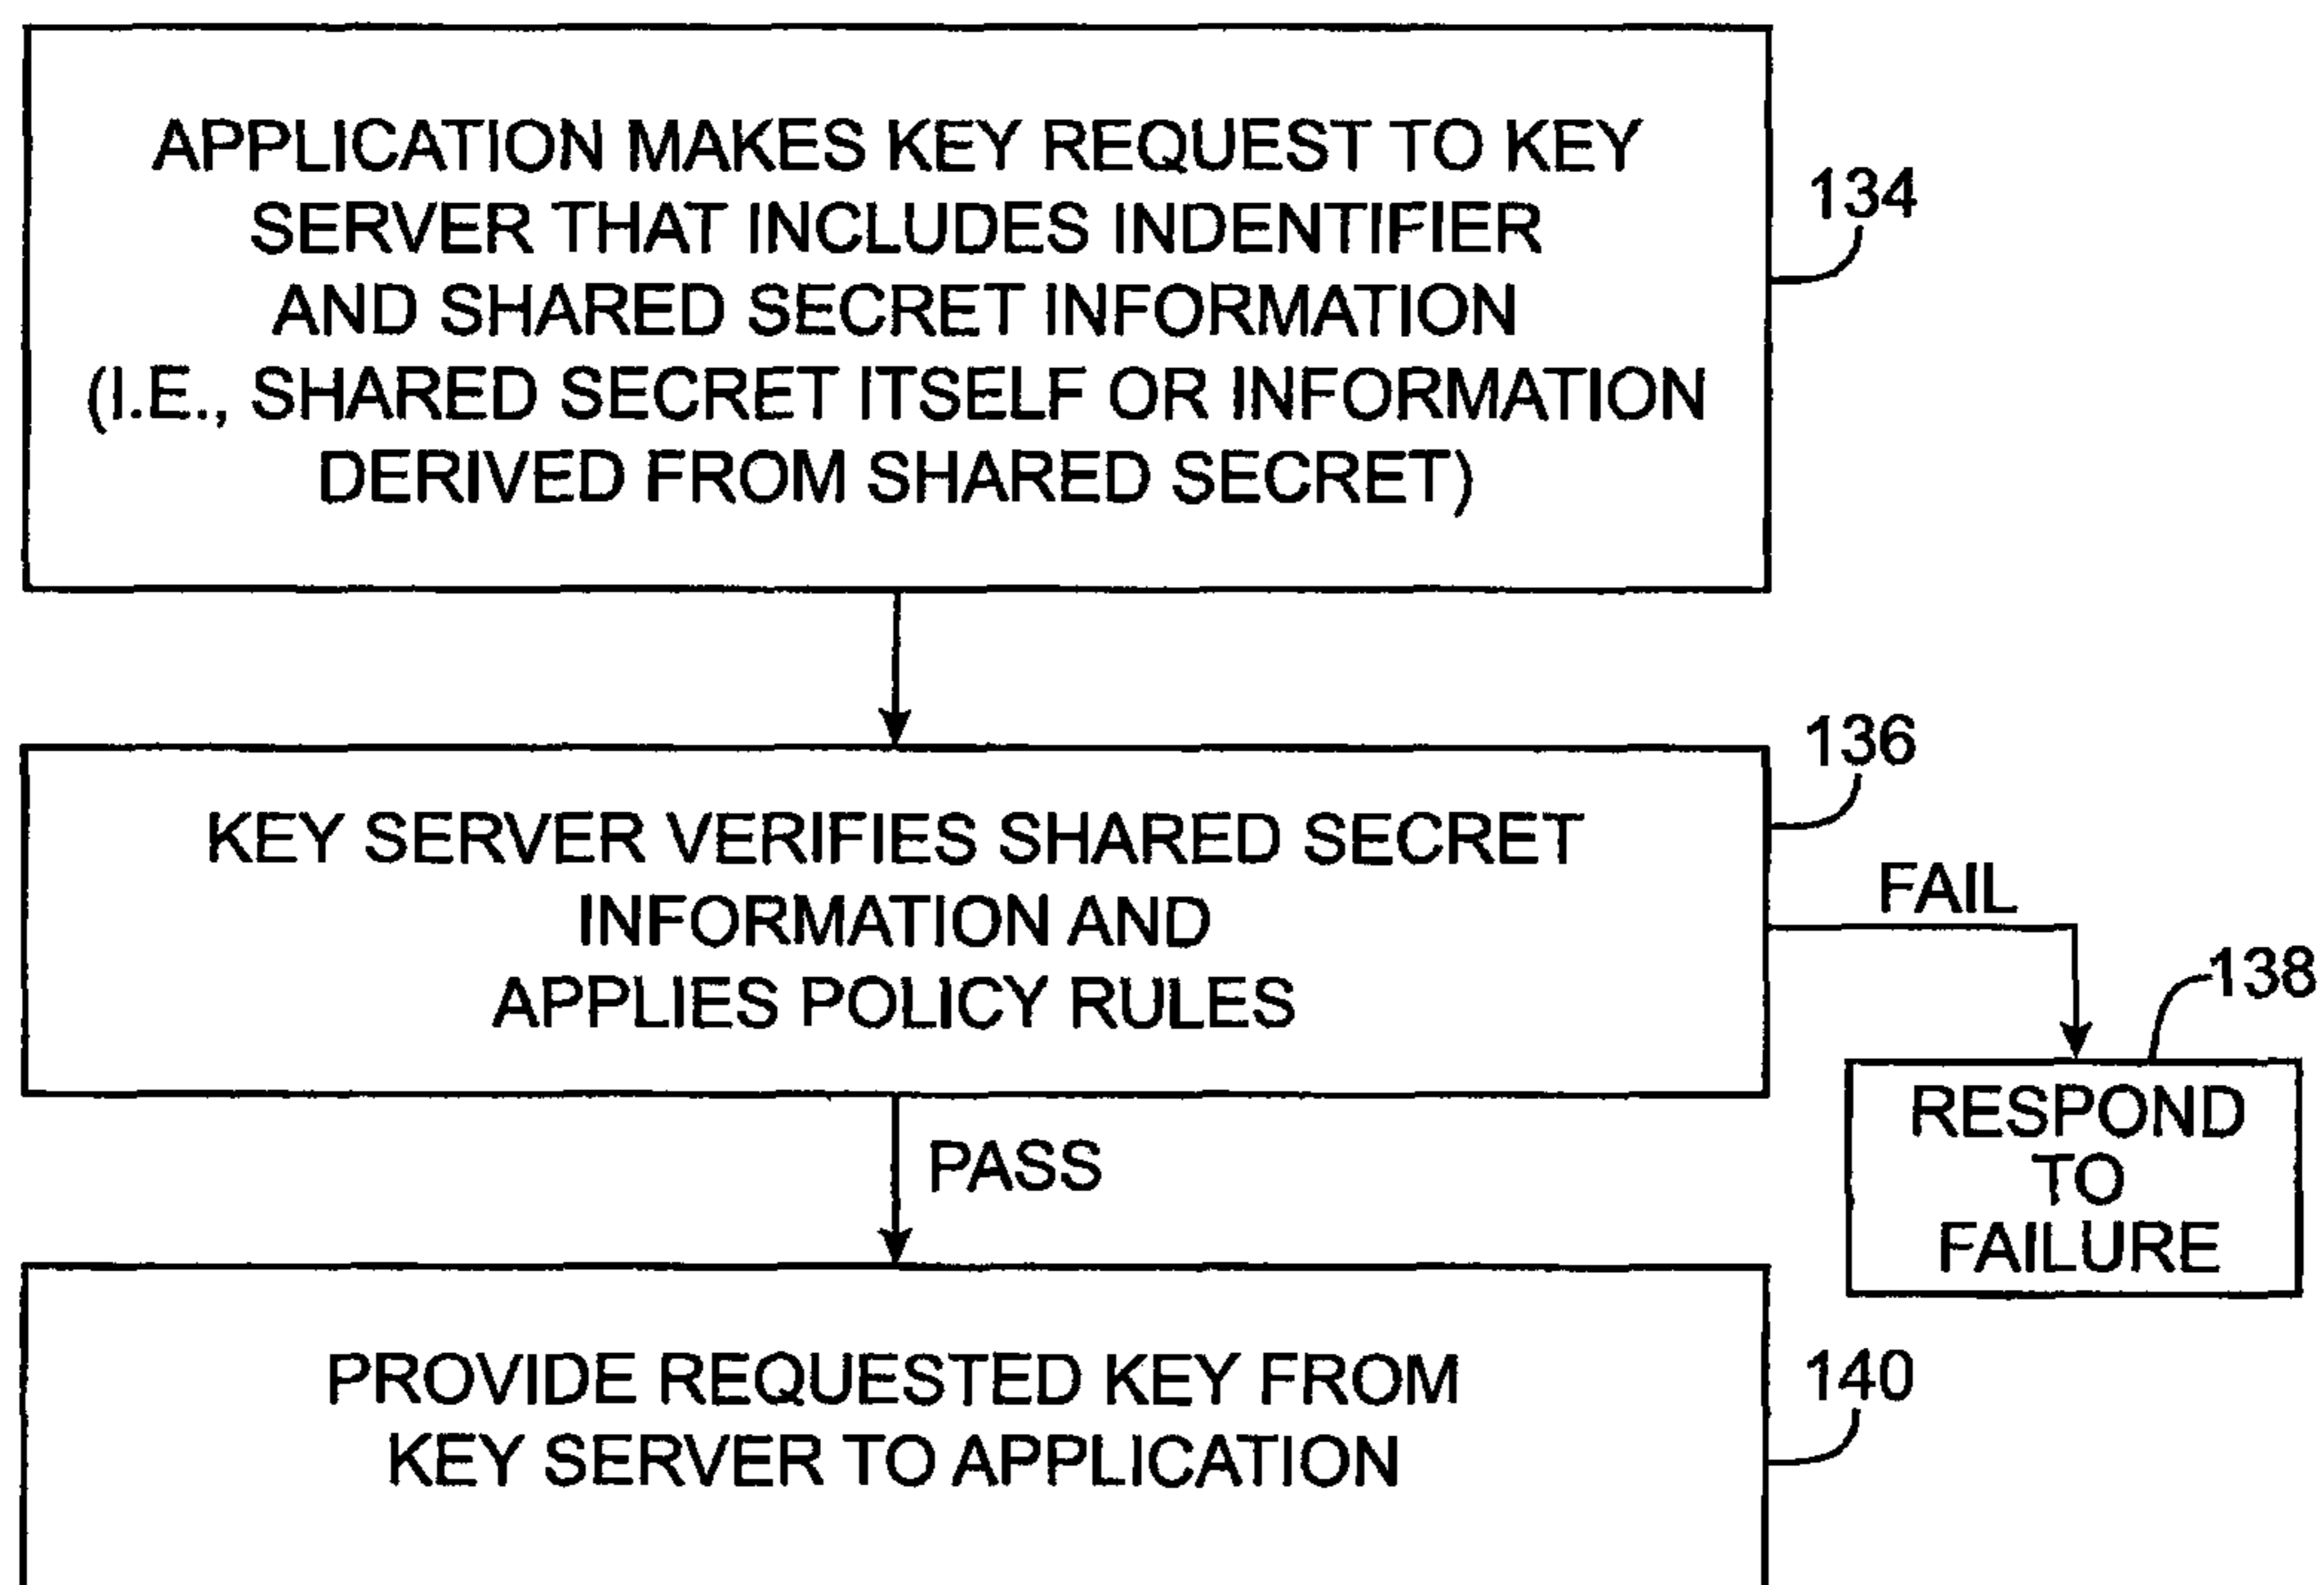 APPLICATION MAKES KEY REQUEST TO KEY
SERVER THAT INCLUDES INDENTIFIER
AND SHARED SECRET INFORMATION
(I.E., SHARED SECRET ITSELF OR INFORMATION
DERIVED FROM SHARED SECRET)
134
KEY SERVER VERIFIES SHARED SECRET
INFORMATION AND
APPLIES POLICY RULES
136
FAIL
138
RESPOND
TO
FAILURE
PASS
PROVIDE REQUESTED KEY FROM
KEY SERVER TO APPLICATION
140